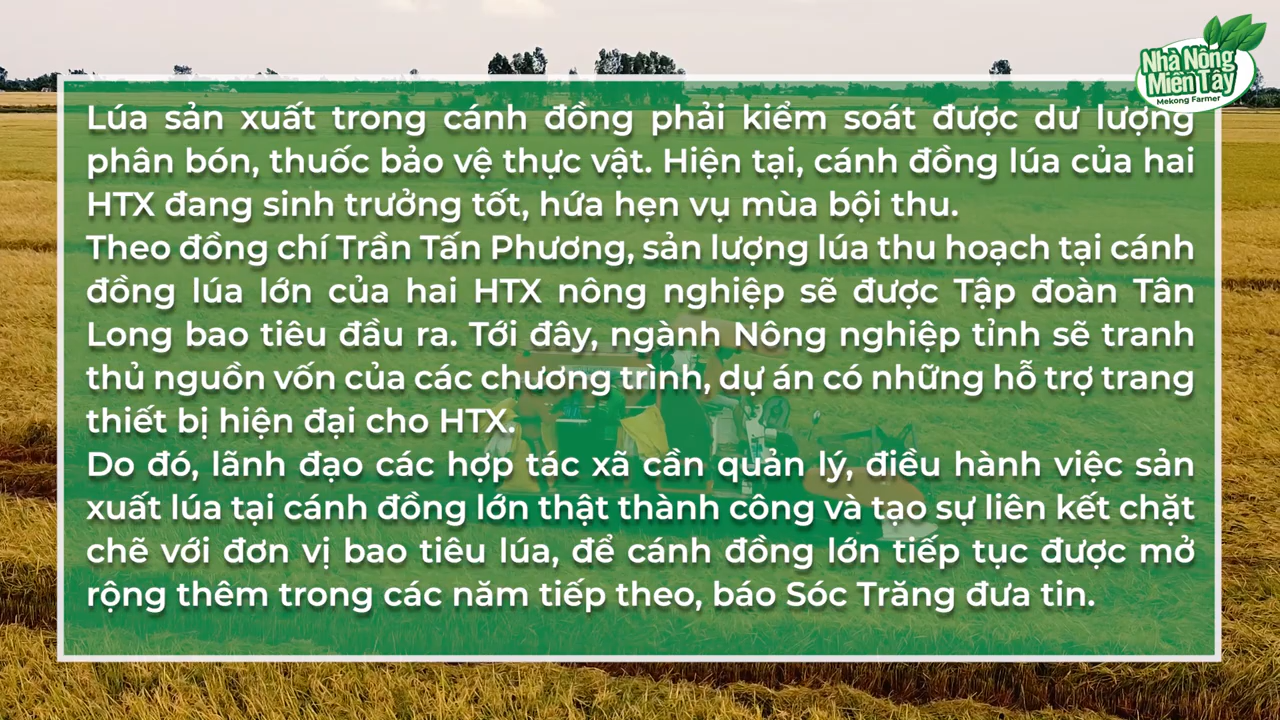 Nhà Nông
Miền Tây
Mekong Farmer
Lúa sản xuất trong cánh đồng phải kiểm soát được dư lượng
phân bón, thuốc bảo vệ thực vật. Hiện tại, cánh đồng lúa của hai
HTX đang sinh trưởng tốt, hứa hẹn vụ mùa bội thu.
Theo đồng chí Trần Tấn Phương, sản lượng lúa thu hoạch tại cánh
đồng lúa lớn của hai HTX nông nghiệp sẽ được Tập đoàn Tân
Long bao tiêu đầu ra. Tới đây, ngành Nông nghiệp tỉnh sẽ tranh
thủ nguồn vốn của các chương trình, dự án có những hỗ trợ trang
thiết bị hiện đại cho HTX.
Do đó, lãnh đạo các hợp tác xã cần quản lý, điều hành việc sản
xuất lúa tại cánh đồng lớn thật thành công và tạo sự liên kết chặt
chẽ với đơn vị bao tiêu lúa, để cánh đồng lớn tiếp tục được mở
rộng thêm trong các năm tiếp theo, báo Sóc Trăng đưa tin.